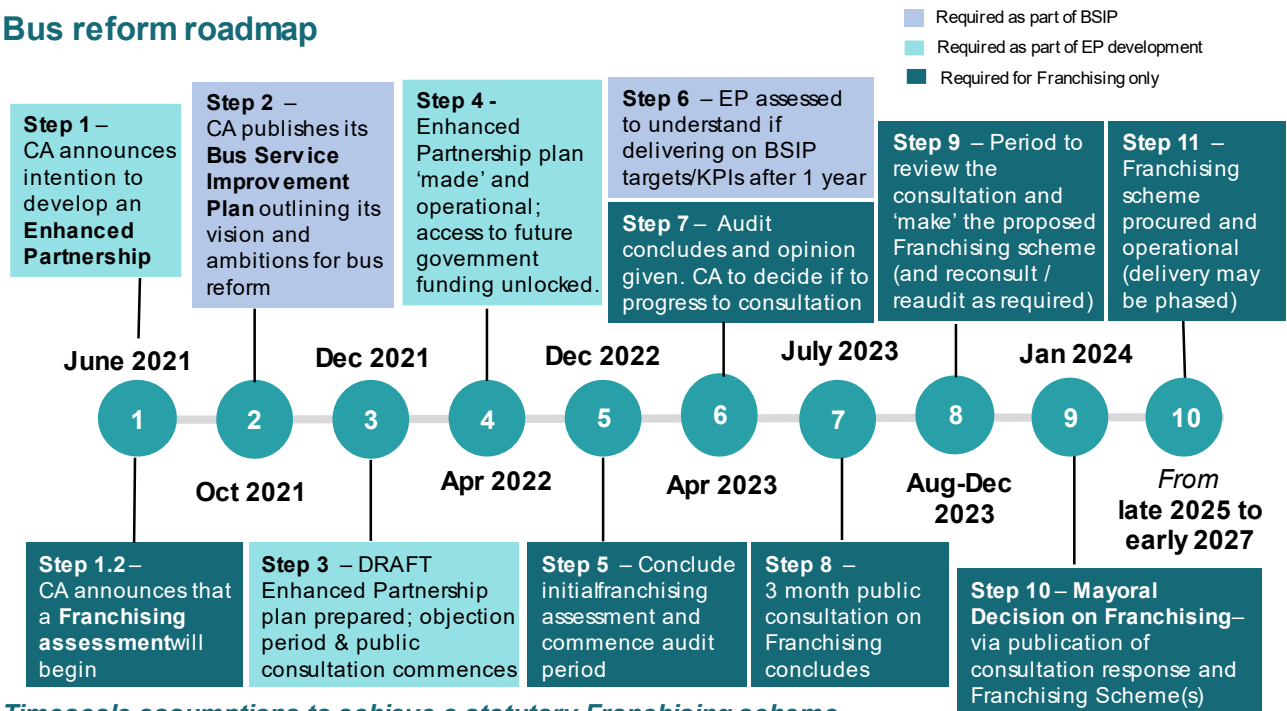 Bus reform roadmap
Required as part of BSIP
Required as part of EP development
Required for Franchising only
Step 1 –
CA announces
intention to
develop an
Enhanced
Partnership
Step 2 –
CA publishes its
Bus Service
Improvement
Plan outlining its
vision and
ambitions for bus
reform
Step 4 -
Enhanced
Partnership plan
‘made’ and
operational;
access to future
government
funding unlocked.
Step 6 – EP assessed
to understand if
delivering on BSIP
targets/KPIs after 1 year
Step 7 – Audit
concludes and opinion
given. CA to decide if to
progress to consultation
Step 9 – Period to
review the
consultation and
‘make’ the proposed
Franchising scheme
(and reconsult /
reaudit as required)
Step 11 –
Franchising
scheme
procured and
operational
(delivery may
be phased)
June 2021
Dec 2021
Dec 2022
July 2023
Jan 2024
1
2
3
4
5
6
7
8
9
10
Oct 2021
Apr 2022
Apr 2023
Aug-Dec
2023
From
late 2025 to
early 2027
Step 1.2 –
CA announces that
a Franchising
assessmentwill
begin
Step 3 – DRAFT
Enhanced Partnership
plan prepared; objection
period & public
consultation commences
Step 5 – Conclude
initialfranchising
assessment and
commence audit
period
Step 8 –
3 month public
consultation on
Franchising
concludes
Step 10 – Mayoral
Decision on Franchising–
via publication of
consultation response and
Franchising Scheme(s)
Timescale assumptions to achieve a statutory Franchising scheme